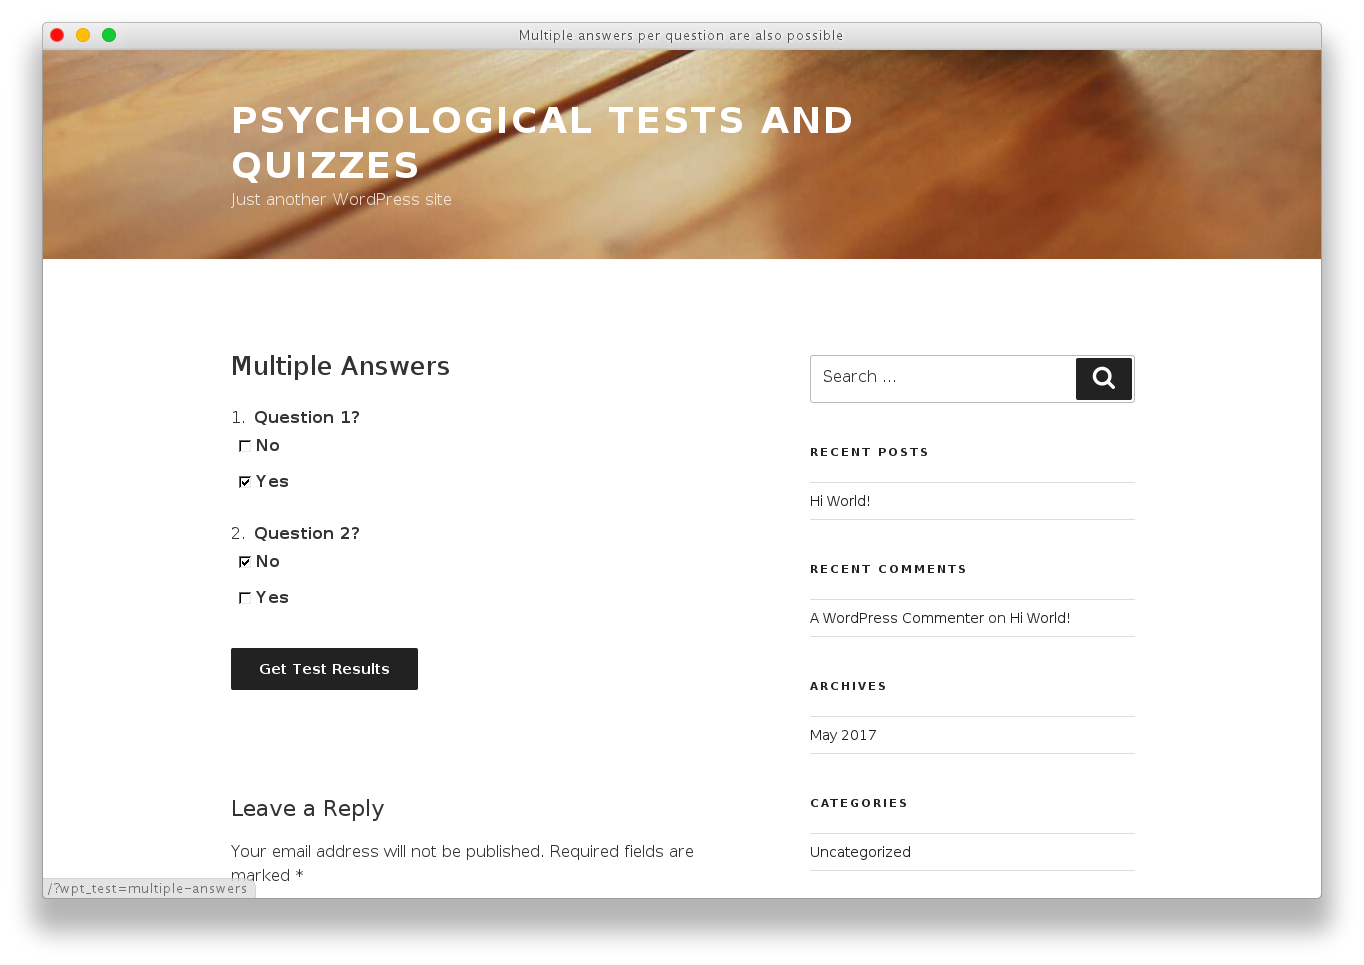 Multiple answers per question are also possible
PSYCHOLOGICAL TESTS AND
QUIZZES
Just another WordPress site
Multiple Answers
1. Question 1?
No
Yes
2. Question 2?
No
Yes
Get Test Results
Leave a Reply
Your email address will not be published. Required fields are
marked *
Search ...
RECENT POSTS
Hi World!
RECENT COMMENTS
A WordPress Commenter on Hi World!
ARCHIVES
May 2017
CATEGORIES
Uncategorized
/?wpt_test=multiple-answers